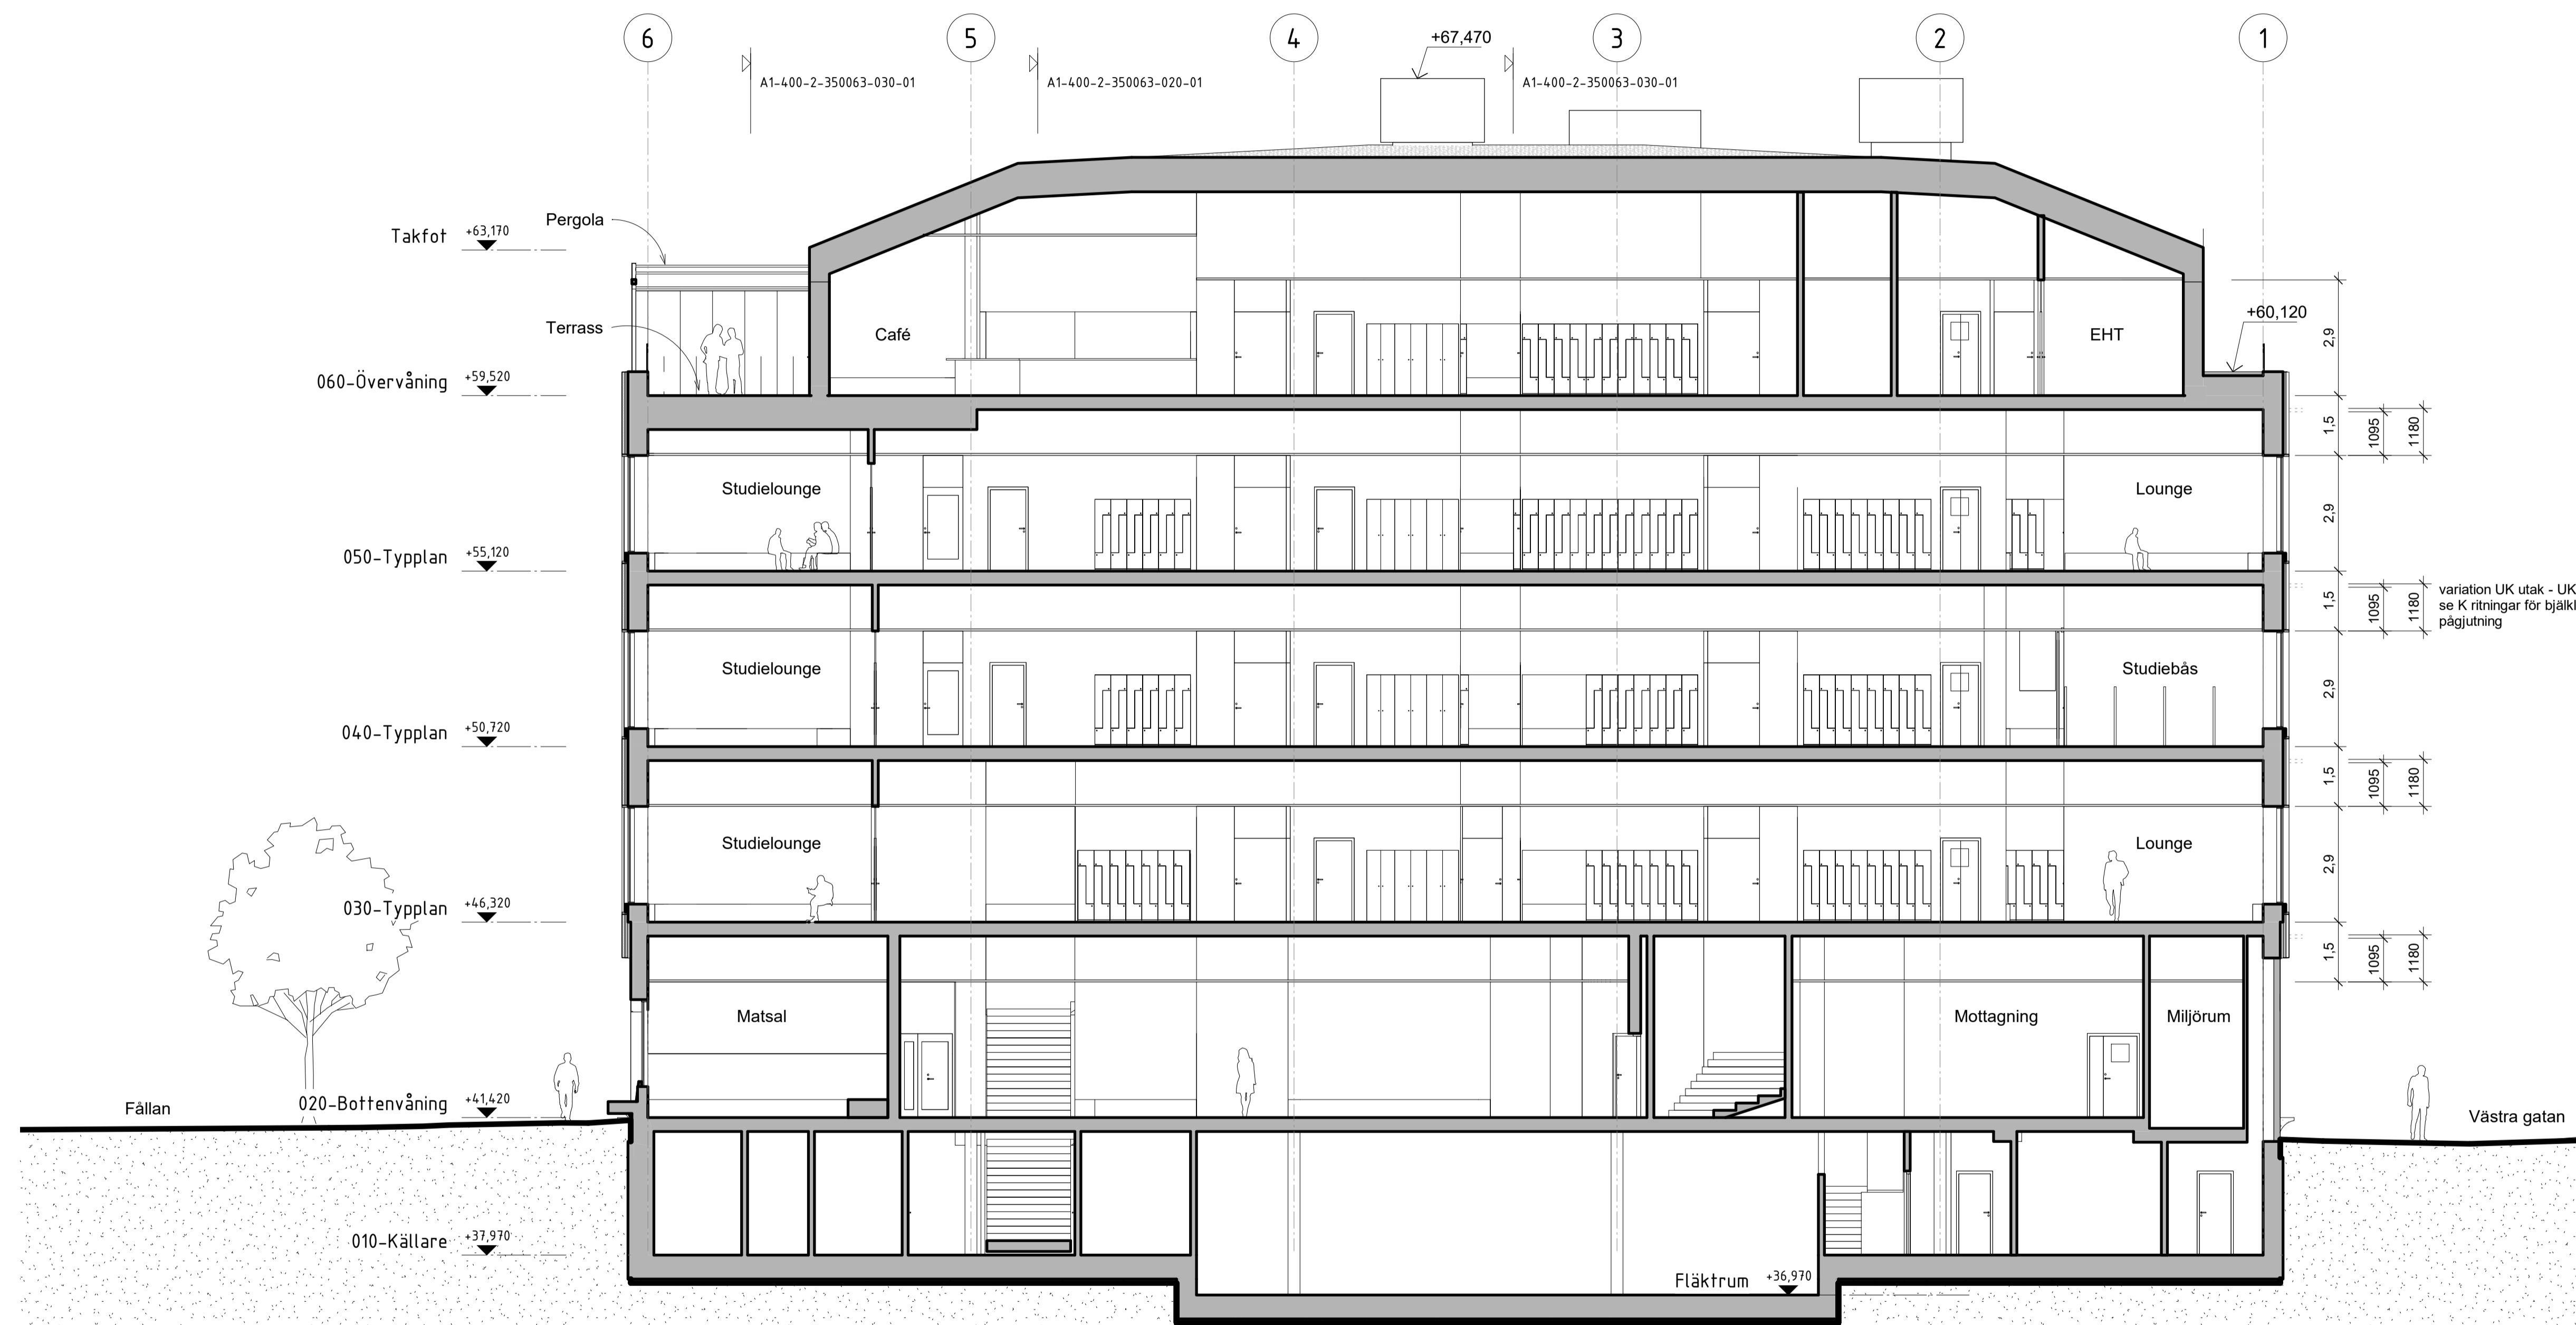 6
5
4
3
2
1
+67,470
A1-400-2-350063-030-01
A1-400-2-350063-020-01
A1-400-2-350063-030-01
Takfot +63,170
Pergola
Terrass
+60,120
2,9
Café
EHT
060-Övervåning +59,520
1,5
1095
1180
Studielounge
Lounge
2,9
050-Typplan +55,120
1,5
1095
1180
variation UK utak - UK
se K ritningar för
pågjutning
Studielounge
Studiebås
2,9
040-Typplan +50,720
1,5
1095
1180
Studielounge
Lounge
2,9
030-Typplan +46,320
1,5
1095
1180
Matsal
Mottagning
Miljörum
Fållan
020-Bottenvåning +41,420
Västra gatan
010-Källare +37,970
Fläktrum +36,970